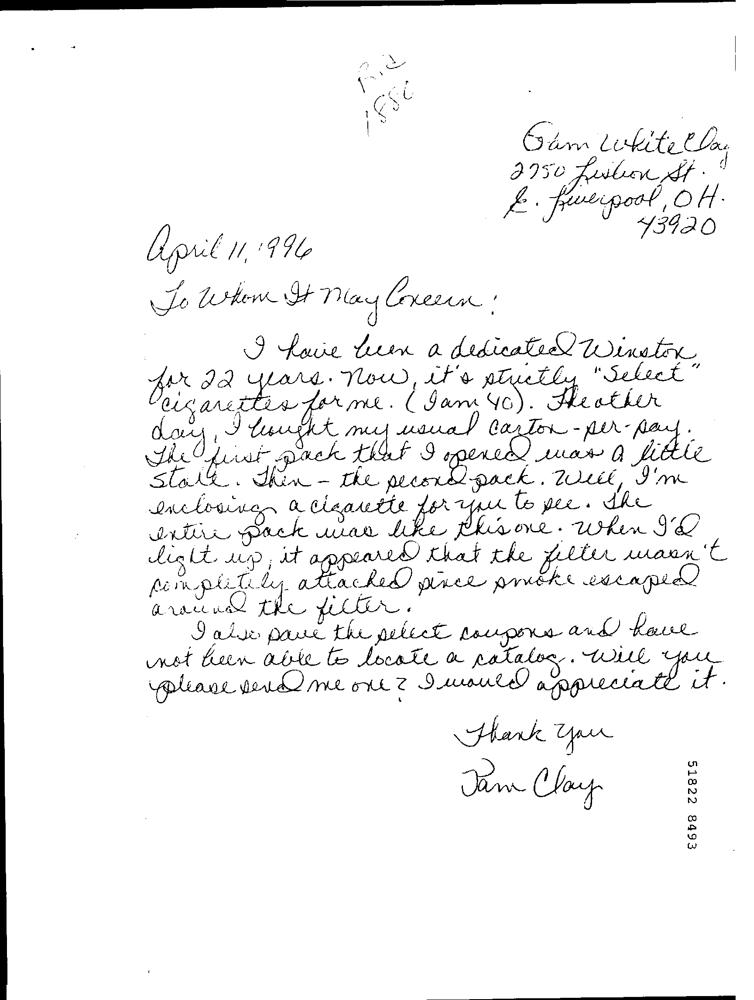 R.d
1886
Pam White Clay
2750 Lisbon St.
E. Liverpool, OH.
43920
April 11, 1996
To Whom It May Concern:
I have been a dedicated Winston
for 22 years. Now, it's strictly "Select"
cigarettes for me. (I am 40). The other
day, I bought my usual carton-per-pay.
The first pack that I opened was a little
stale. Then - the second pack. Well, I'm
enclosing a cigarette for you to see. The
entire pack was like this one. When I'd
light up, it appeared that the filter wasn't
completely attached since smoke escaped
around the filter.
I also save the select coupons and have
not been able to locate a catalog. Will you
please send me one? I would appreciate it.
Thank You
Pam Clay
51822 8493